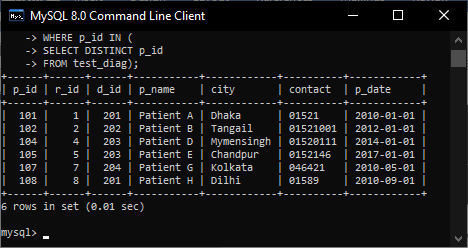 MySQL 8.0 Command Line Client
-> WHERE p_id IN (
-> SELECT DISTINCT p_id
-> FROM test_diag);
+------+------+------+-----------+------------+----------+------------+
| p_id | r_id | d_id | p_name    | city       | contact  | p_date     |
+------+------+------+-----------+------------+----------+------------+
|  101 |    1 |  201 | Patient A | Dhaka      | 01521    | 2010-01-01 |
|  102 |    2 |  202 | Patient B | Tangail    | 01521001 | 2012-01-01 |
|  104 |    4 |  203 | Patient D | Mymensingh | 01520111 | 2014-01-01 |
|  105 |    5 |  203 | Patient E | Chandpur   | 0152146  | 2017-01-01 |
|  107 |    7 |  204 | Patient G | Kolkata    | 046421   | 2010-05-01 |
|  108 |    8 |  201 | Patient H | Dilhi      | 01589    | 2010-09-01 |
+------+------+------+-----------+------------+----------+------------+
6 rows in set (0.01 sec)
mysql>